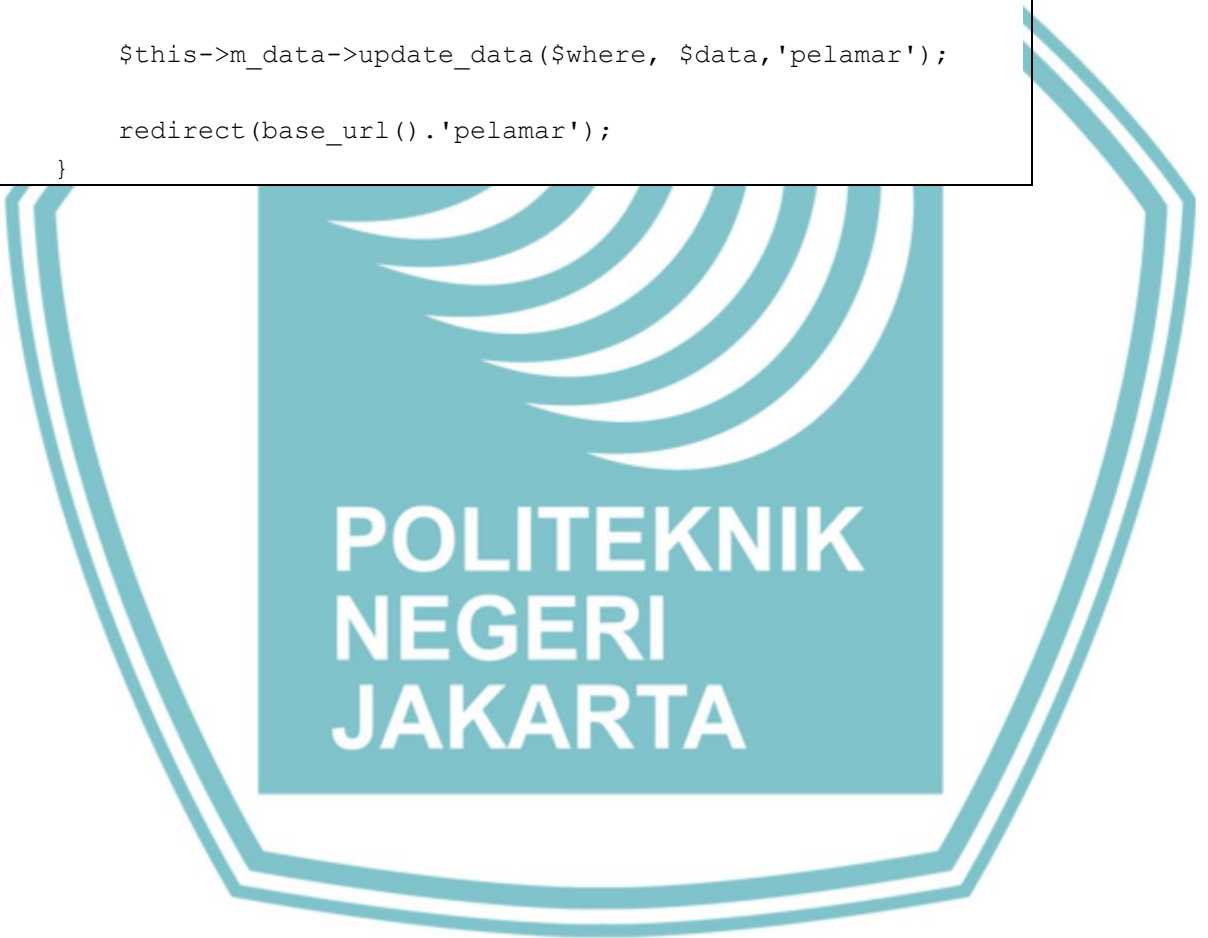 $this->m_data->update_data($where, $data,'pelamar');
redirect(base_url().'pelamar');
}
POLITEKNIK
NEGERI
JAKARTA